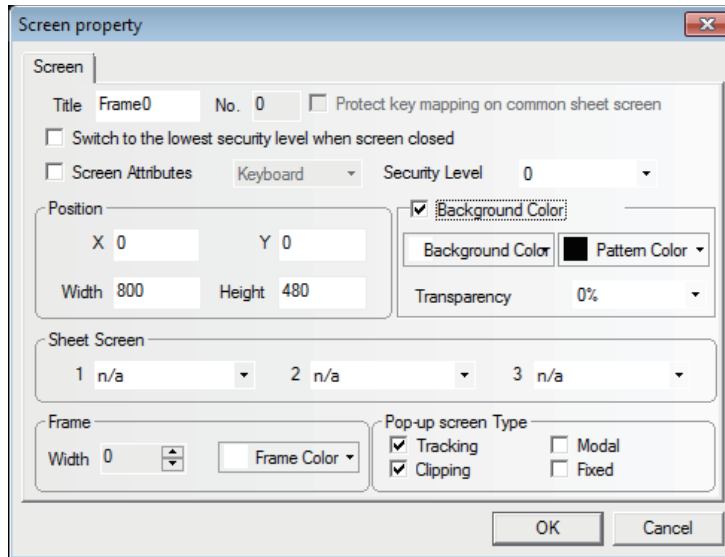 Screen property
Screen
Title Frame0 No. 0 Protect key mapping on common sheet screen
Switch to the lowest security level when screen closed
Screen Attributes Keyboard Security Level 0
Position
X 0 Y 0
Width 800 Height 480
Background Color
Background Color Pattern Color
Transparency 0%
Sheet Screen
1 n/a 2 n/a 3 n/a
Frame
Width 0 Frame Color
Pop-up screen Type
Tracking Modal
Clipping Fixed
OK Cancel